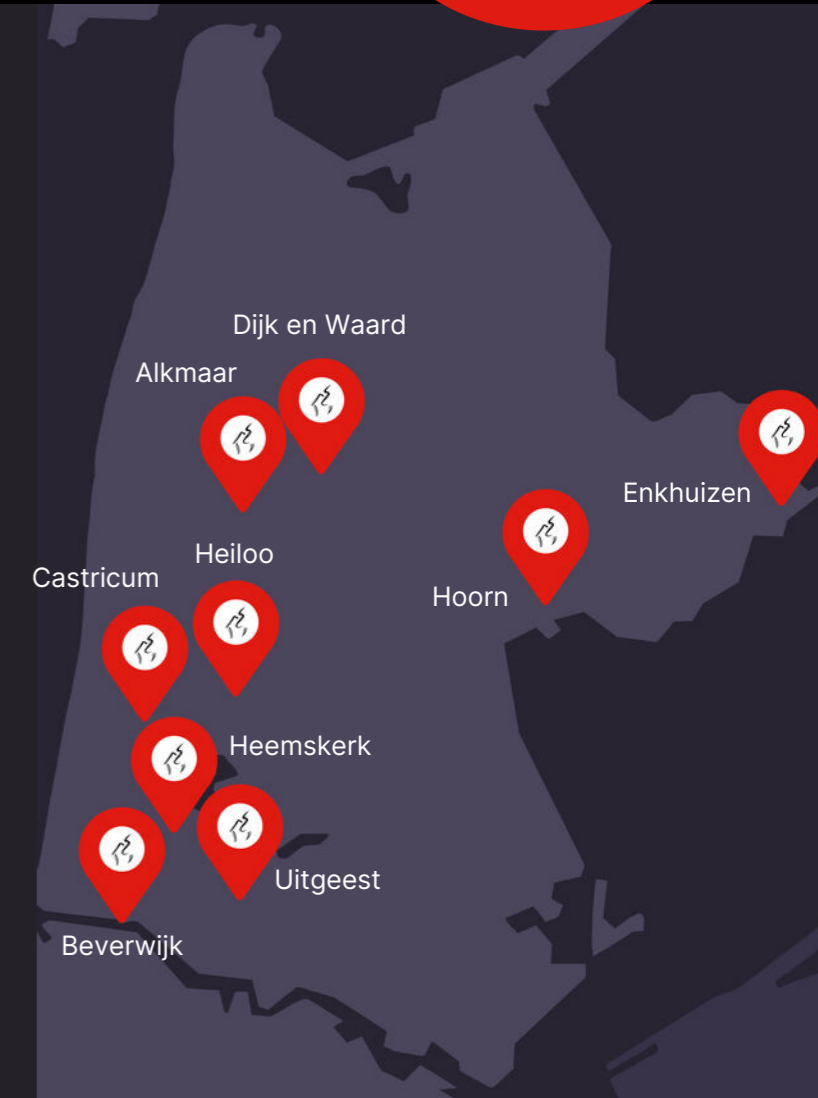 Dijk en Waard
Alkmaar
Enkhuizen
Heiloo
Castricum
Hoorn
Heemskerk
Uitgeest
Beverwijk